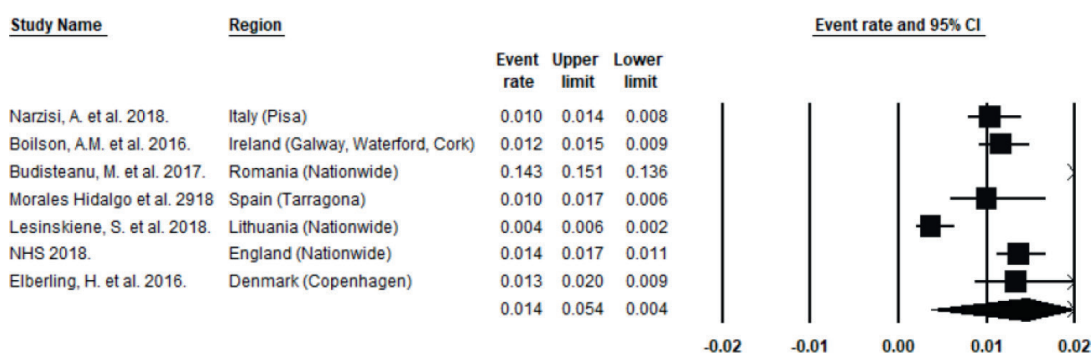 Study Name Region Event rate and 95% CI
Event Upper Lower
rate limit limit
Narzisi, A. et al. 2018. Italy (Pisa) 0.010 0.014 0.008
Boilson, A.M. et al. 2016. Ireland (Galway, Waterford, Cork) 0.012 0.015 0.009
Budisteanu, M. et al. 2017. Romania (Nationwide) 0.143 0.151 0.136
Morales Hidalgo et al. 2918 Spain (Tarragona) 0.010 0.017 0.006
Lesinskiene, S. et al. 2018. Lithuania (Nationwide) 0.004 0.006 0.002
NHS 2018. England (Nationwide) 0.014 0.017 0.011
Elberling, H. et al. 2016. Denmark (Copenhagen) 0.013 0.020 0.009
0.014 0.054 0.004
-0.02 -0.01 0.00 0.01 0.02